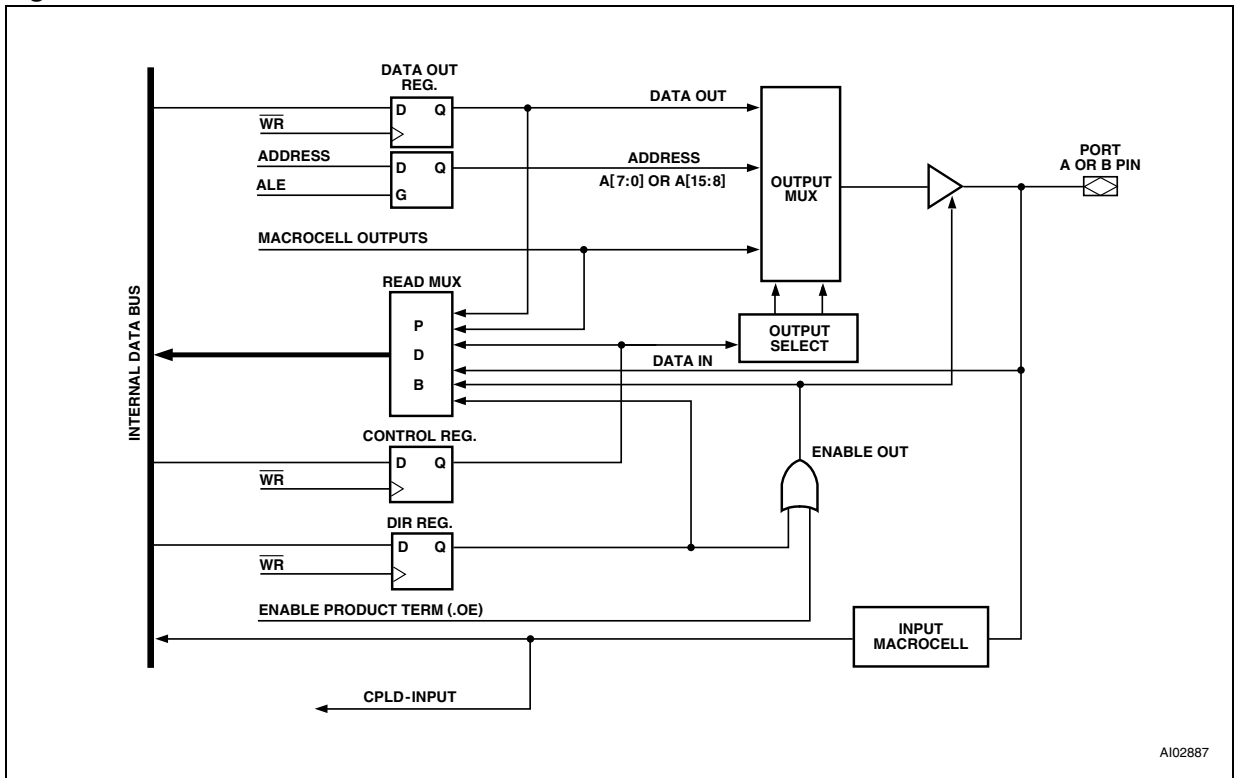 DATA OUT
REG.
D Q
WR
DATA OUT
ADDRESS
ALE
D Q
G
ADDRESS
A[7:0] OR A[15:8]
OUTPUT
MUX
PORT
A OR B PIN
MACROCELL OUTPUTS
READ MUX
P
D
B
OUTPUT
SELECT
DATA IN
INTERNAL DATA BUS
CONTROL REG.
D Q
WR
ENABLE OUT
DIR REG.
D Q
WR
ENABLE PRODUCT TERM (.OE)
INPUT
MACROCELL
CPLD-INPUT
AI02887